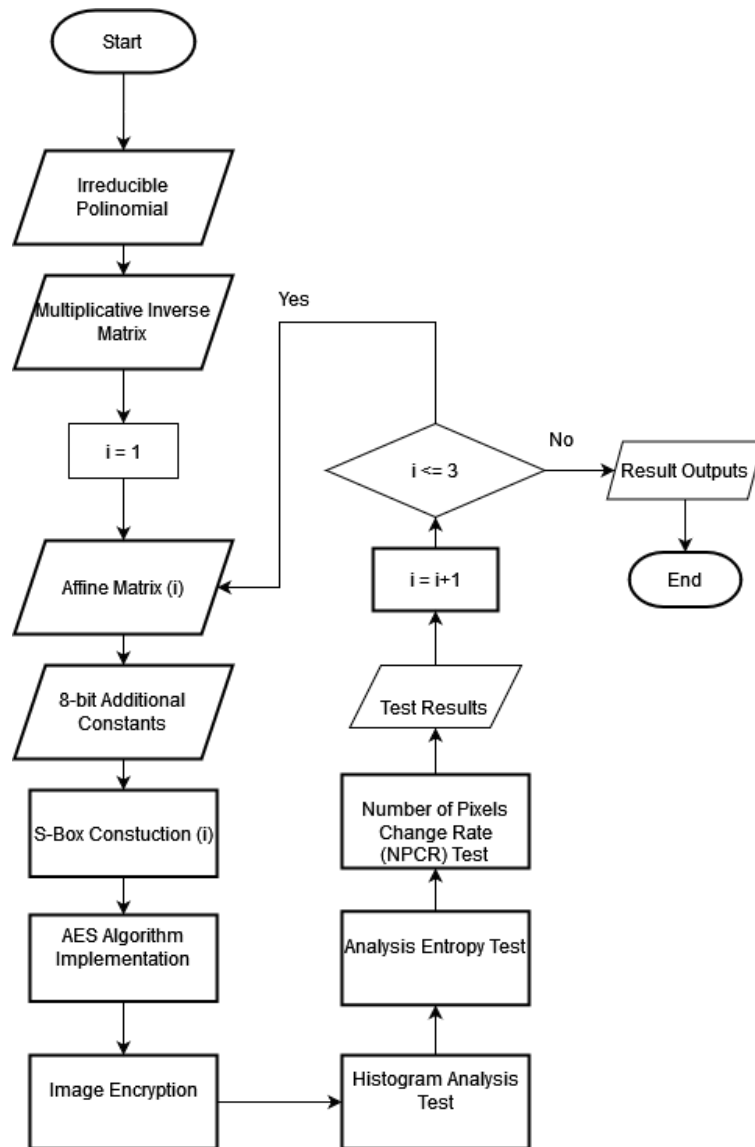 Start
Irreducible
Polinomial
Multiplicative Inverse
Matrix
i = 1
Affine Matrix (i)
8-bit Additional
Constants
S-Box Constuction (i)
AES Algorithm
Implementation
Image Encryption
Histogram Analysis
Test
Analysis Entropy Test
Number of Pixels
Change Rate
(NPCR) Test
Test Results
i = i+1
i <= 3
Yes
No
Result Outputs
End